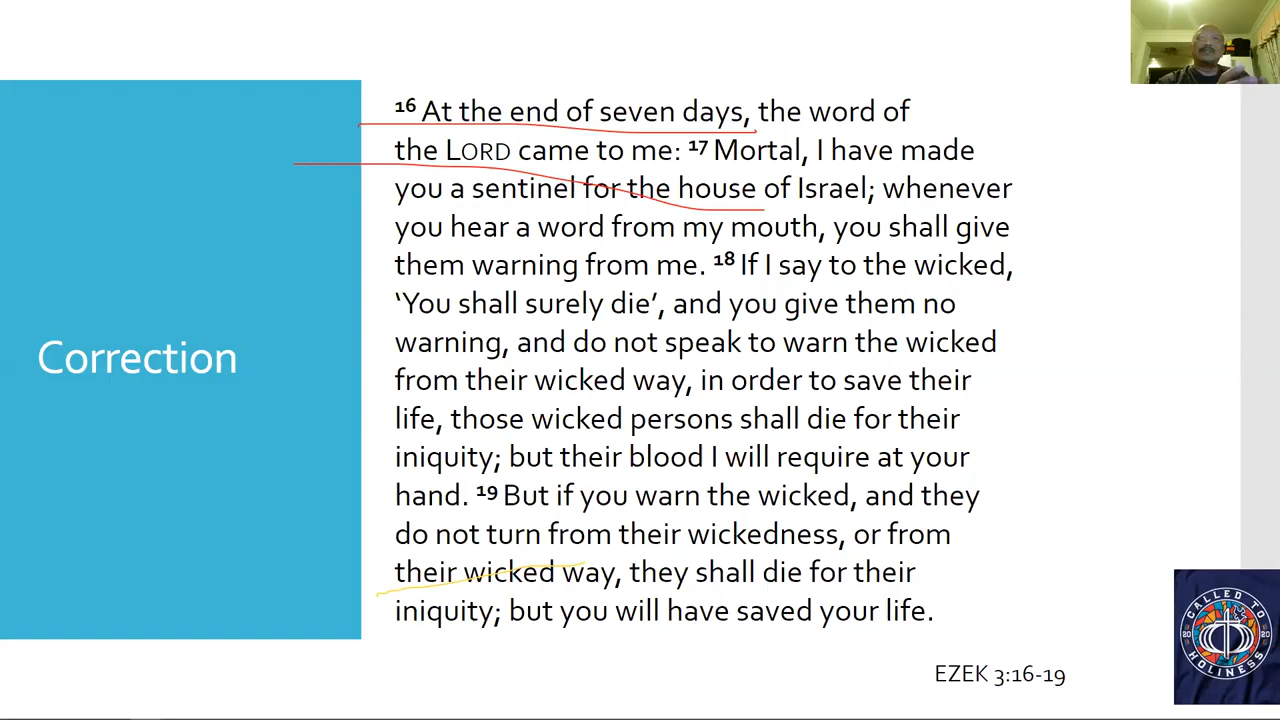 Correction
16 At the end of seven days, the word of
the LORD came to me: 17 Mortal, I have made
you a sentinel for the house of Israel; whenever
you hear a word from my mouth, you shall give
them warning from me. 18 If I say to the wicked,
‘You shall surely die’, and you give them no
warning, and do not speak to warn the wicked
from their wicked way, in order to save their
life, those wicked persons shall die for their
iniquity; but their blood I will require at your
hand. 19 But if you warn the wicked, and they
do not turn from their wickedness, or from
their wicked way, they shall die for their
iniquity; but you will have saved your life.
EZEK 3:16-19
CALLED TO
20 20
HOLINESS